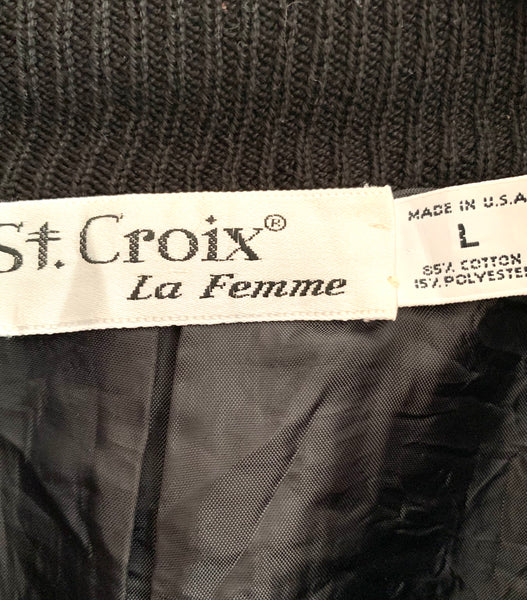 St. Croix®
La Femme
MADE IN U.S.A
L
85% COTTON
15% POLYESTER